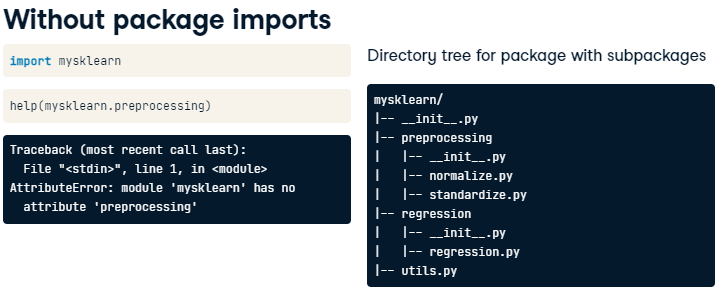 Without package imports
import mysklearn
help(mysklearn.preprocessing)
Traceback (most recent call last):
  File "<stdin>", line 1, in <module>
AttributeError: module 'mysklearn' has no
  attribute 'preprocessing'
Directory tree for package with subpackages
mysklearn/
|-- __init__.py
|-- preprocessing
|   |-- __init__.py
|   |-- normalize.py
|   |-- standardize.py
|-- regression
|   |-- __init__.py
|   |-- regression.py
|-- utils.py